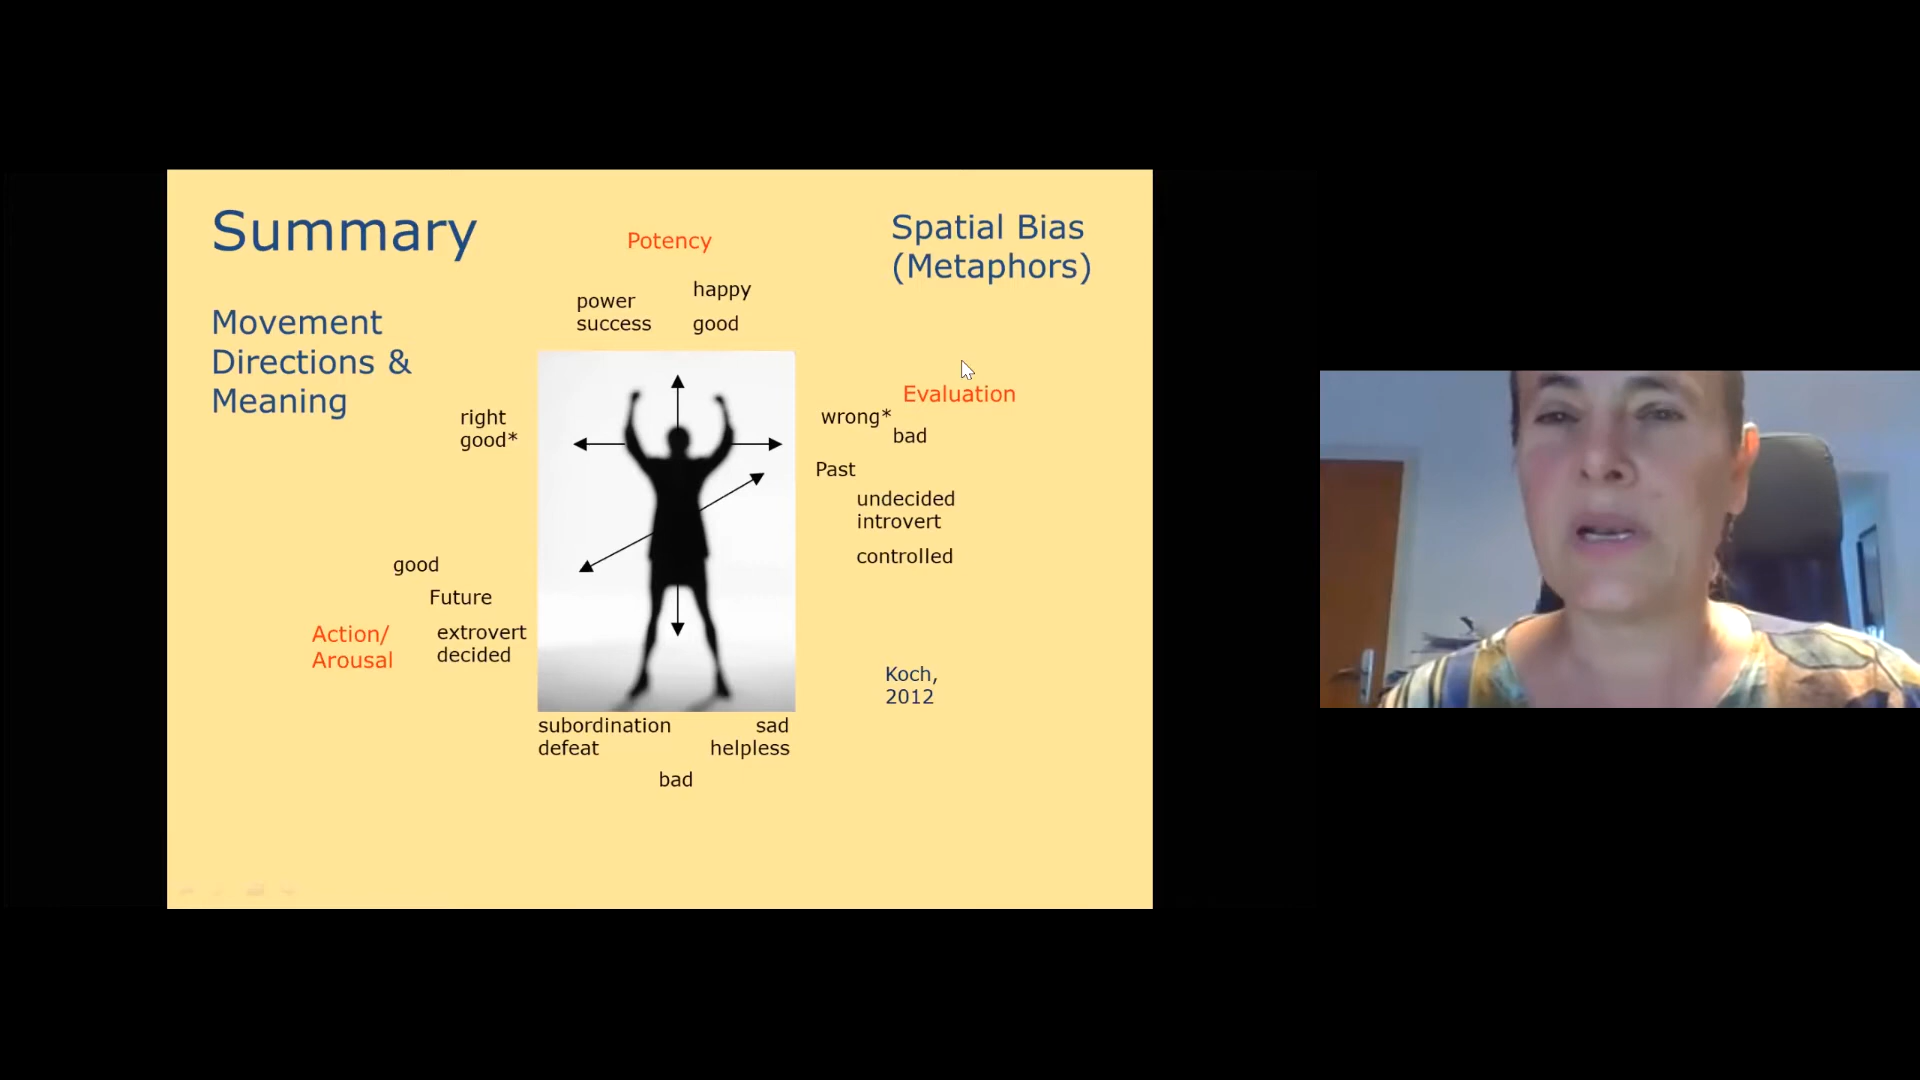 Summary
Spatial Bias
(Metaphors)
Potency
Movement
Directions &
Meaning
power
success
happy
good
right
good*
Evaluation
wrong*
bad
Past
undecided
introvert
controlled
good
Future
Action/
Arousal
extrovert
decided
Koch,
2012
subordination
defeat
sad
helpless
bad